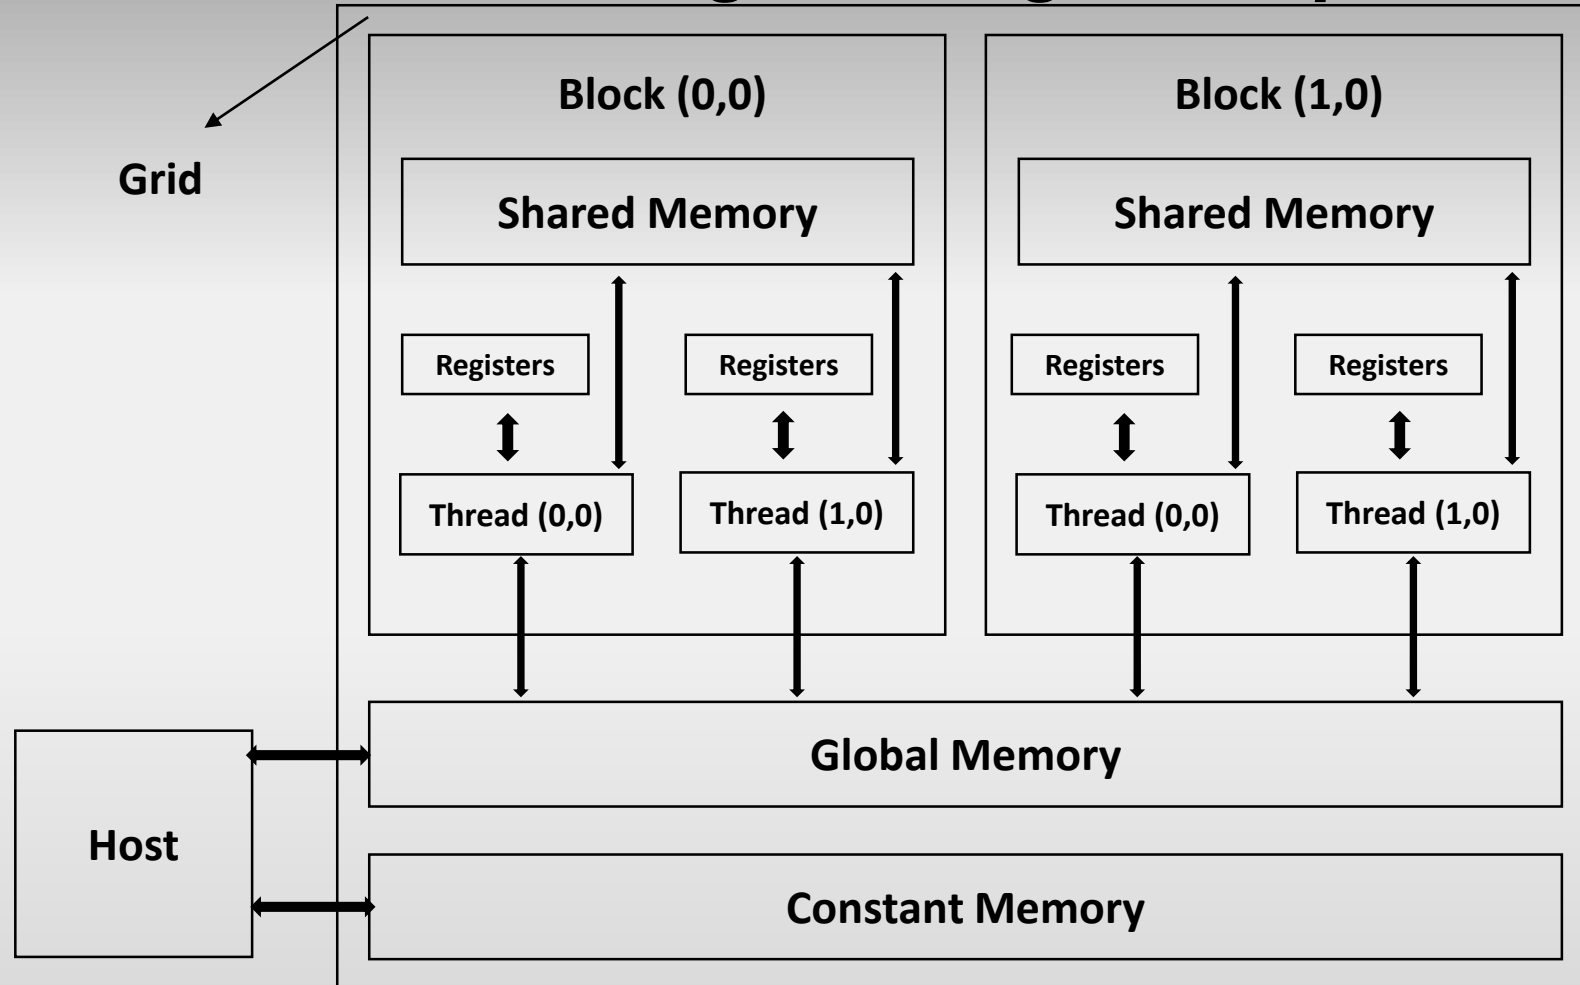 Block (0,0)
Block (1,0)
Grid
Shared Memory
Shared Memory
Registers
Registers
Registers
Registers
Thread (0,0)
Thread (1,0)
Thread (0,0)
Thread (1,0)
Global Memory
Host
Constant Memory